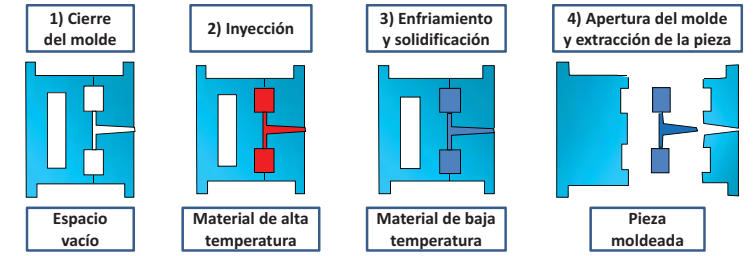 1) Cierre
del molde
2) Inyección
3) Enfriamiento
y solidificación
4) Apertura del molde
y extracción de la pieza
Espacio
vacío
Material de alta
temperatura
Material de baja
temperatura
Pieza
moldeada